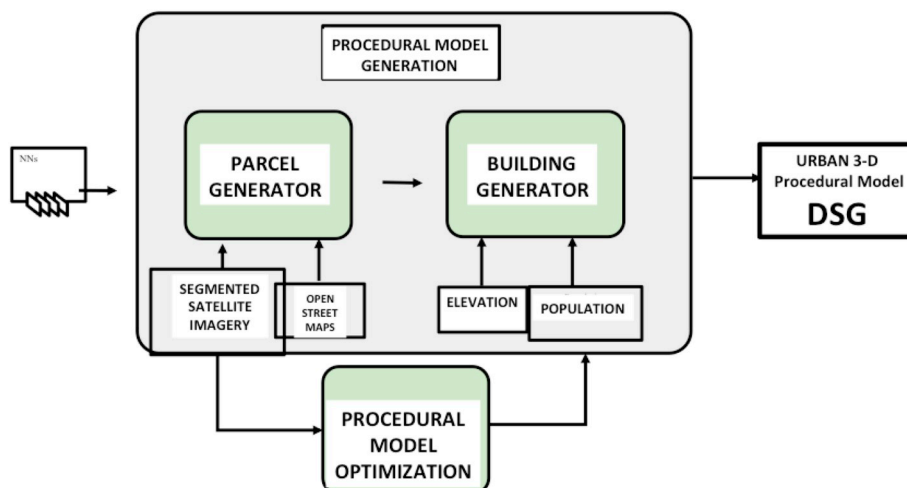 PROCEDURAL MODEL
GENERATION
NNs
PARCEL
GENERATOR
BUILDING
GENERATOR
URBAN 3-D
Procedural Model
DSG
SEGMENTED
SATELLITE
IMAGERY
OPEN
STREET
MAPS
ELEVATION
POPULATION
PROCEDURAL
MODEL
OPTIMIZATION